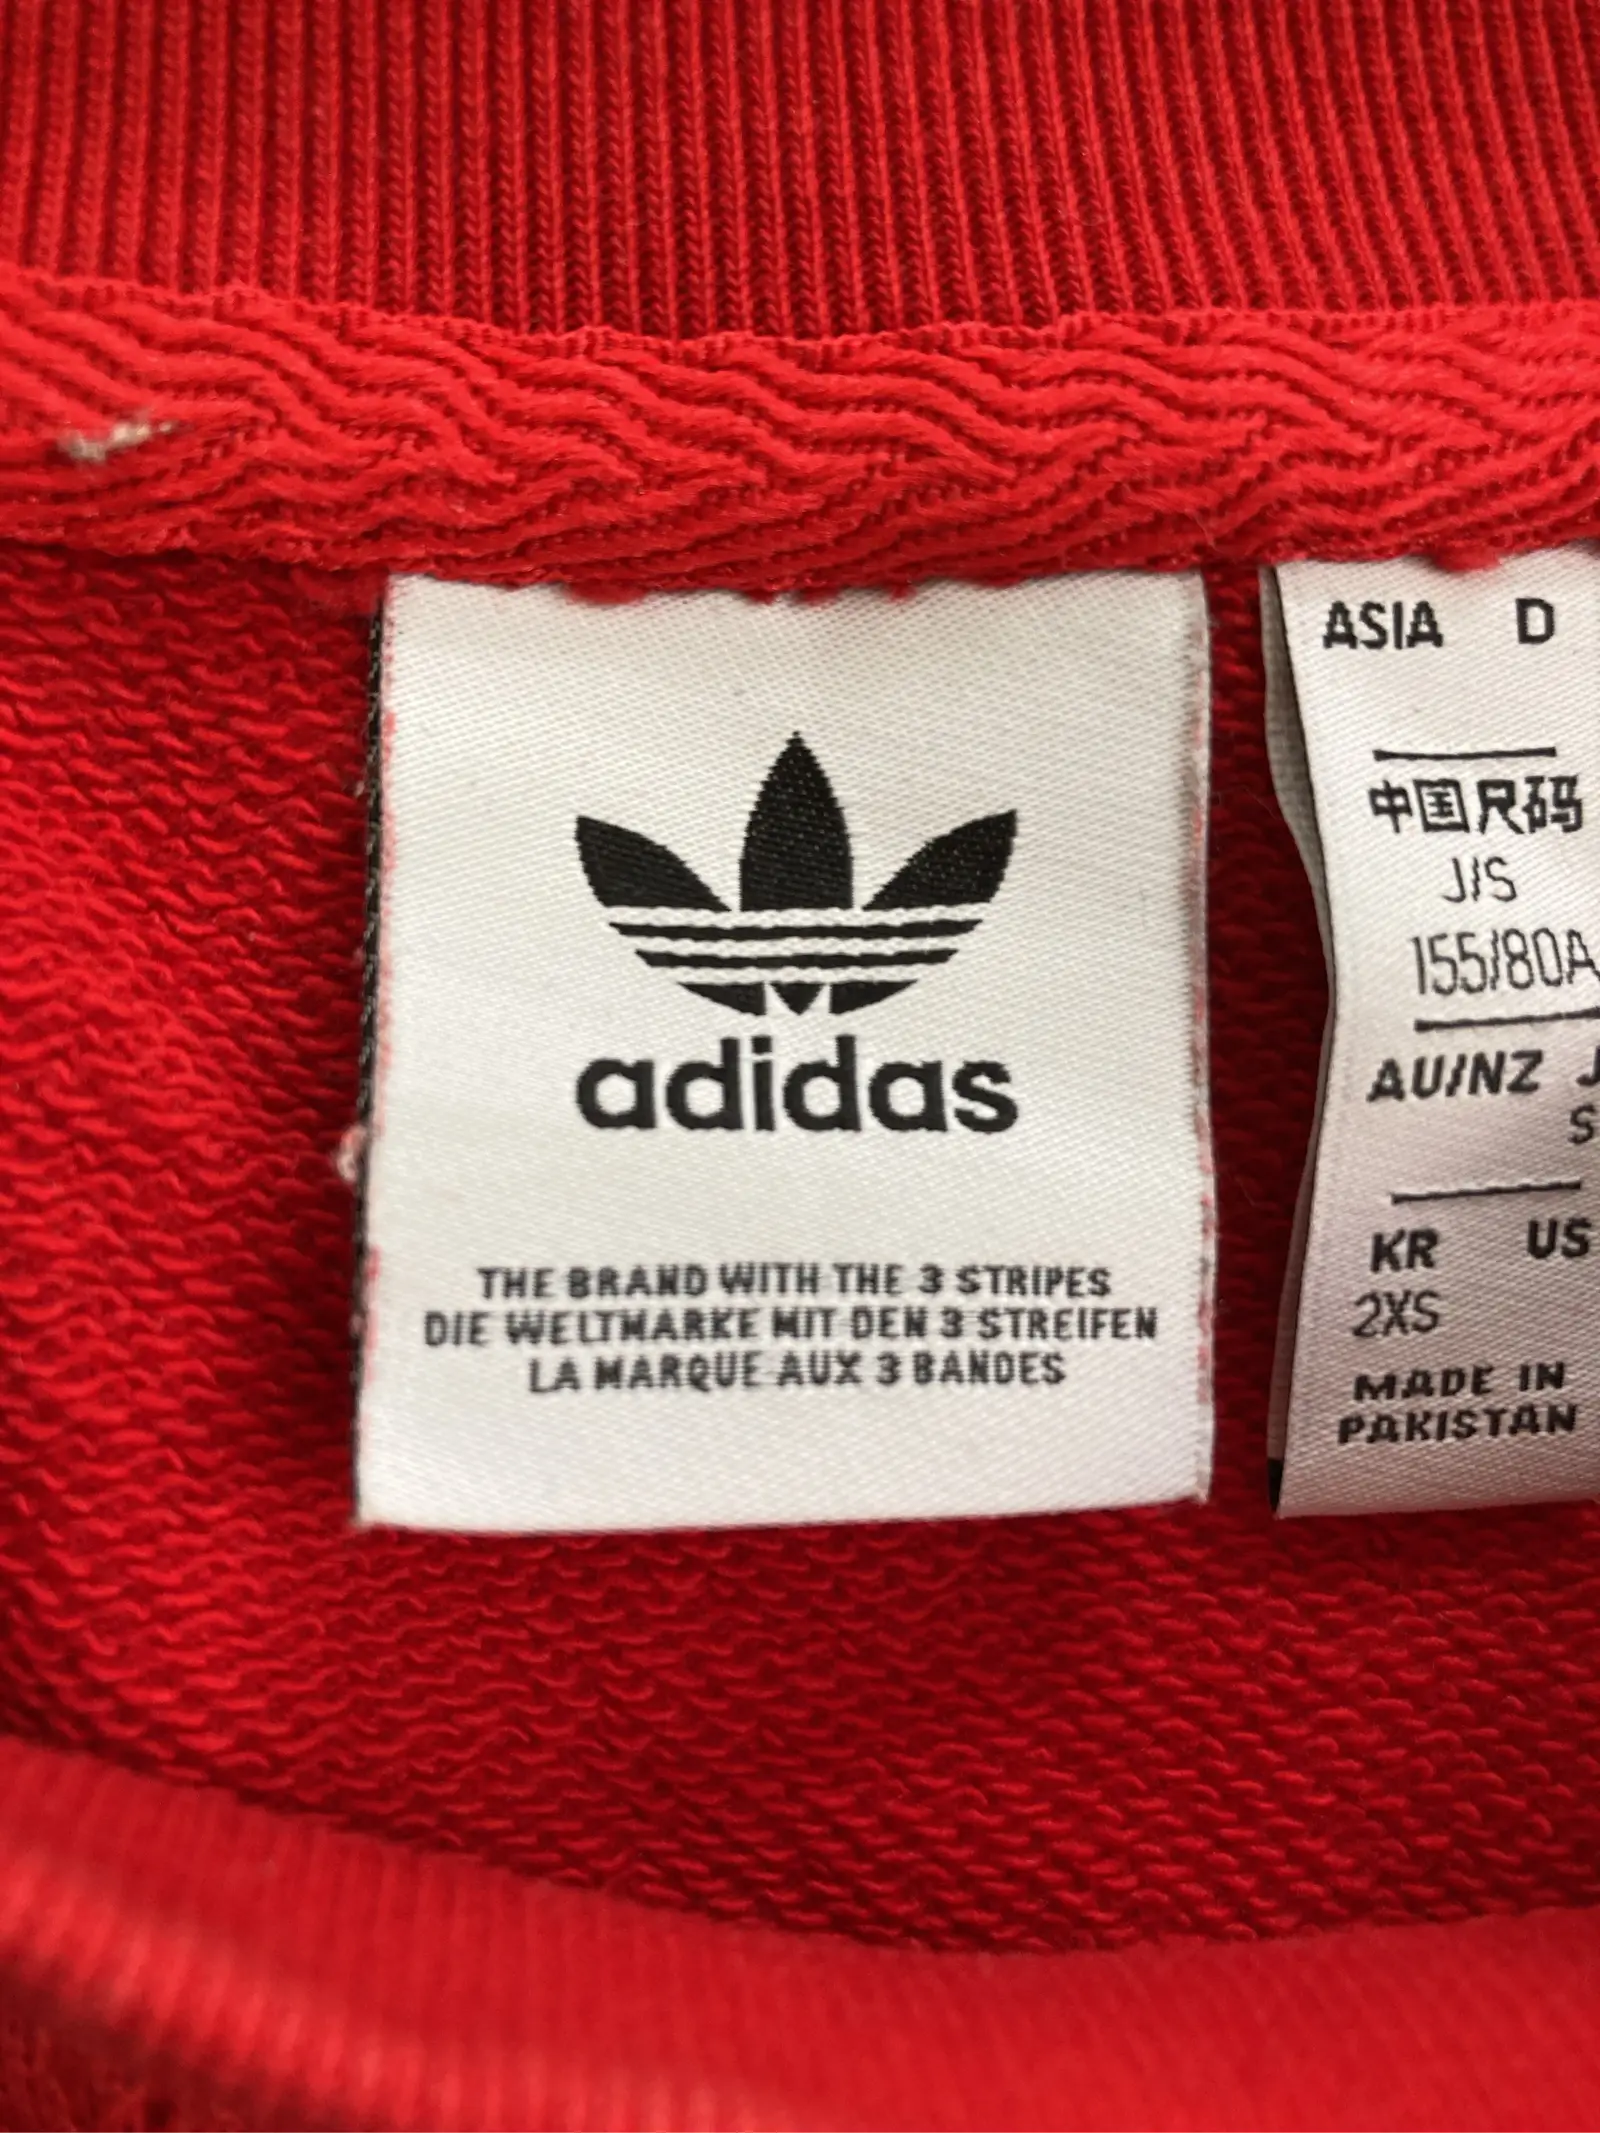 adidas
THE BRAND WITH THE 3 STRIPES
DIE WELTMARKE MIT DEN 3 STREIFEN
LA MARQUE AUX 3 BANDES
ASIA D
中国尺码
J/S
155/80A
AU/NZ J
S
KR US
2XS
MADE IN
PAKISTAN